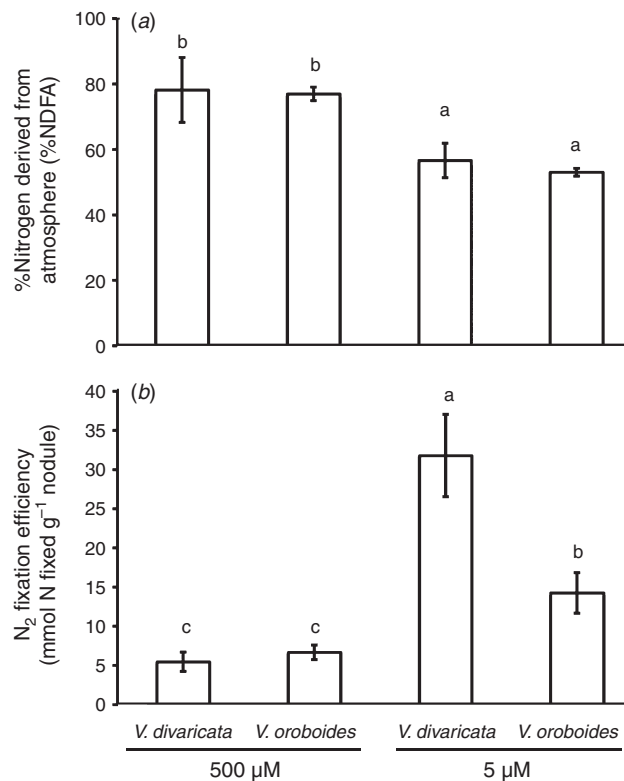 (a)
100
80
60
40
20
0
%Nitrogen derived from
atmosphere (%NDFA)
b
b
a
a
(b)
40
35
30
25
20
15
10
5
0
N₂ fixation efficiency
(mmol N fixed g⁻¹ nodule)
c
c
a
b
V. divaricata V. oroboides V. divaricata V. oroboides
500 µM 5 µM